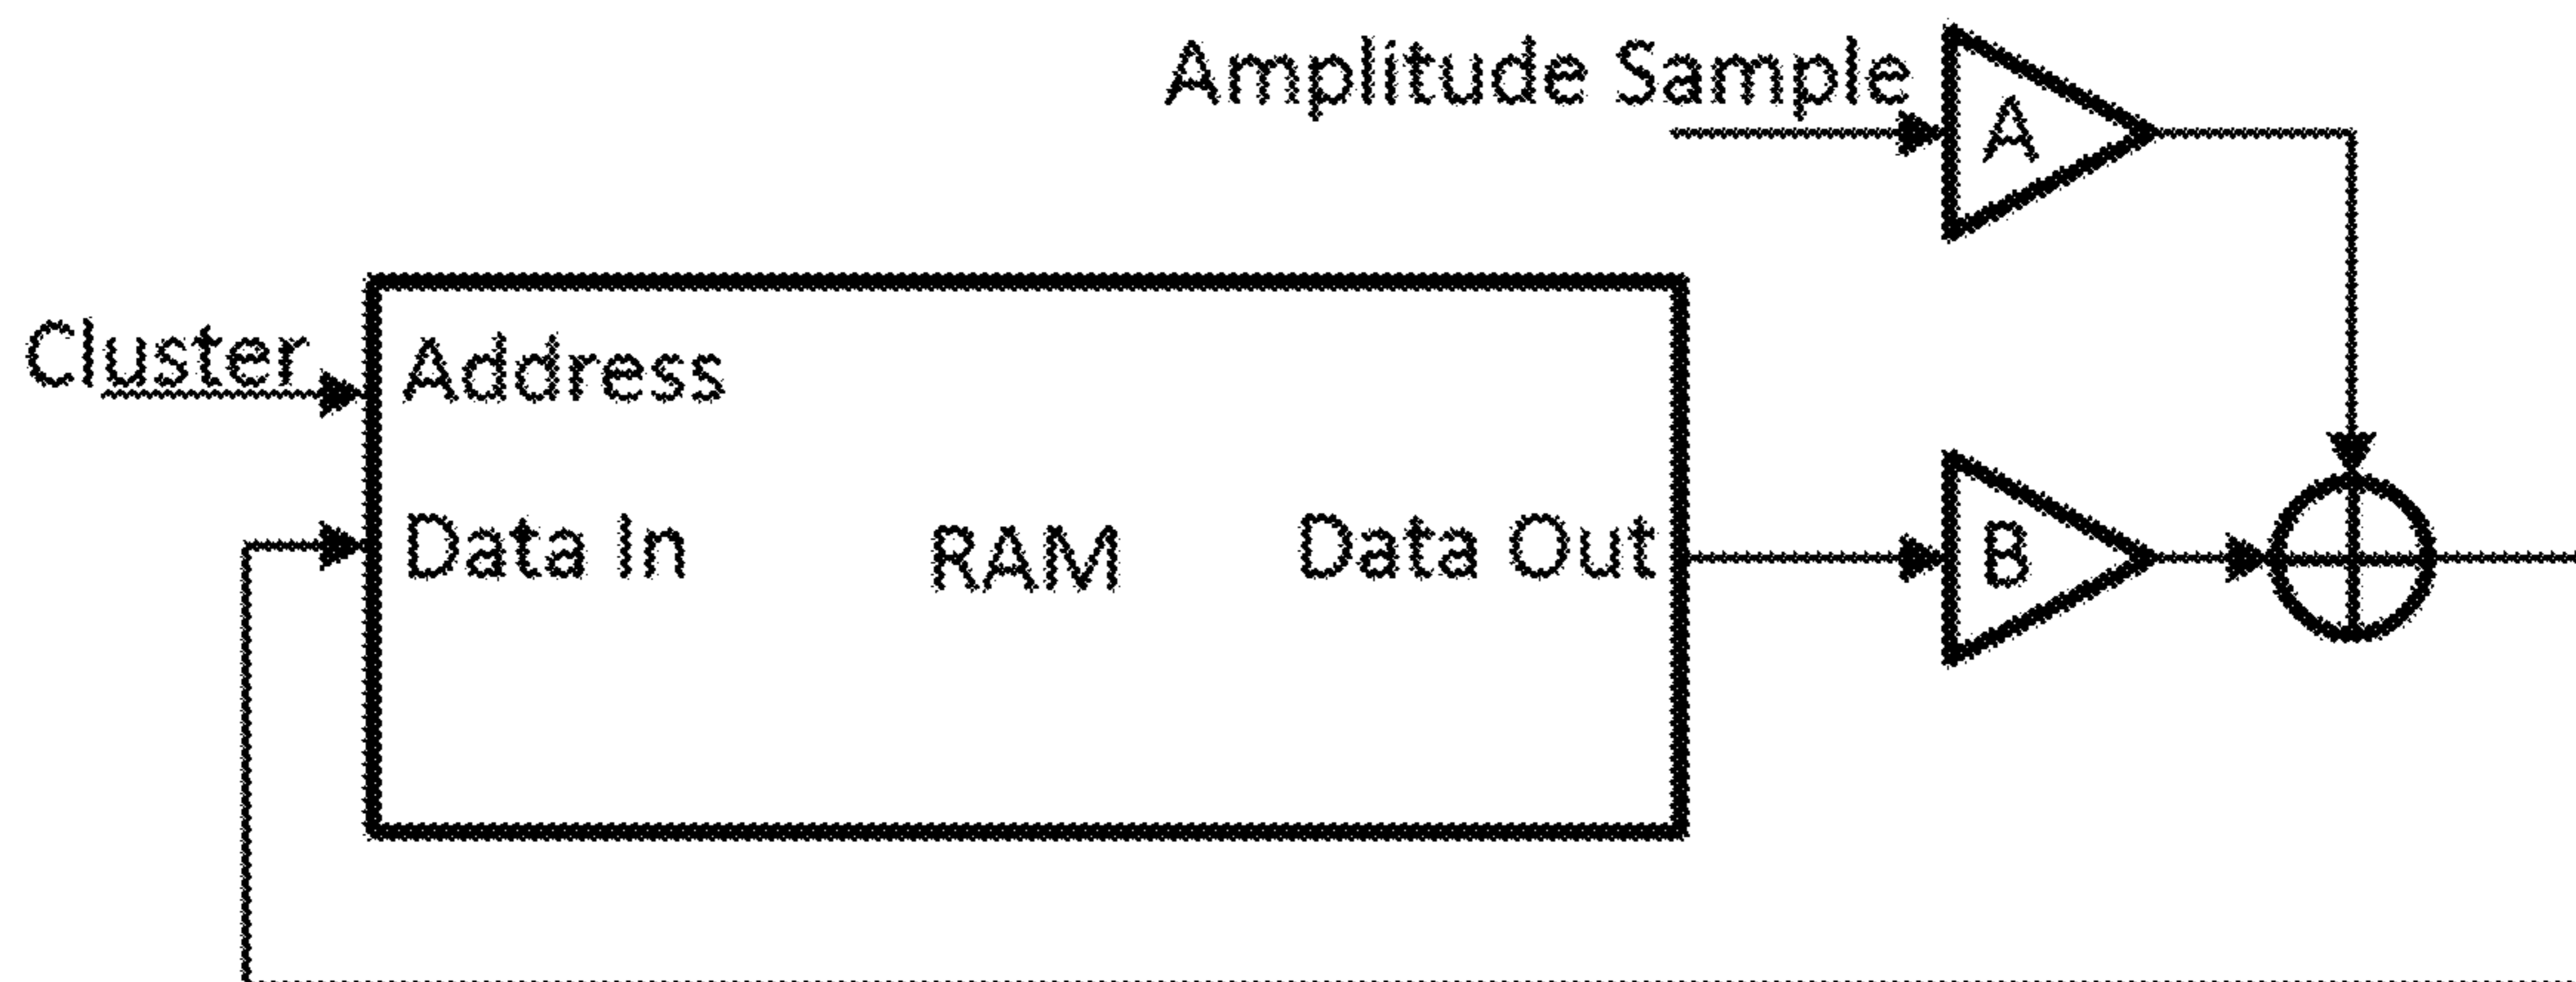 Amplitude Sample
A
Cluster
Address
Data In
RAM
Data Out
B